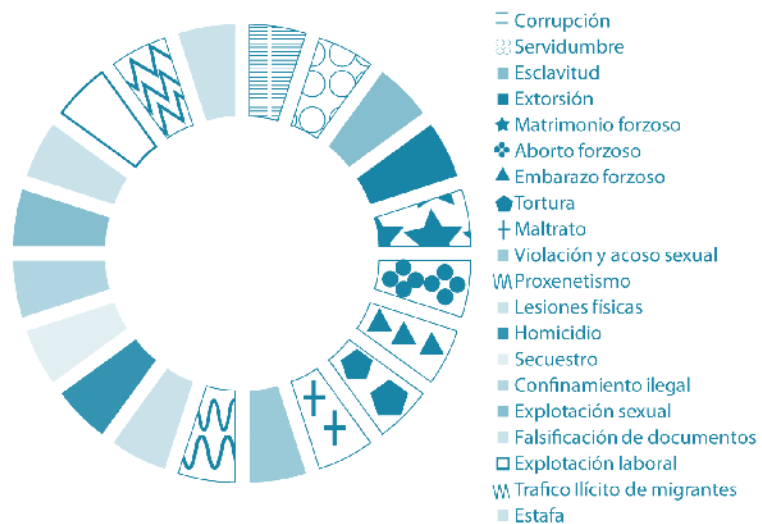 Corrupción
Servidumbre
Esclavitud
Extorsión
Matrimonio forzoso
Aborto forzoso
Embarazo forzoso
Tortura
Maltrato
Violación y acoso sexual
Proxenetismo
Lesiones físicas
Homicidio
Secuestro
Confinamiento ilegal
Explotación sexual
Falsificación de documentos
Explotación laboral
Trafico Ilícito de migrantes
Estafa